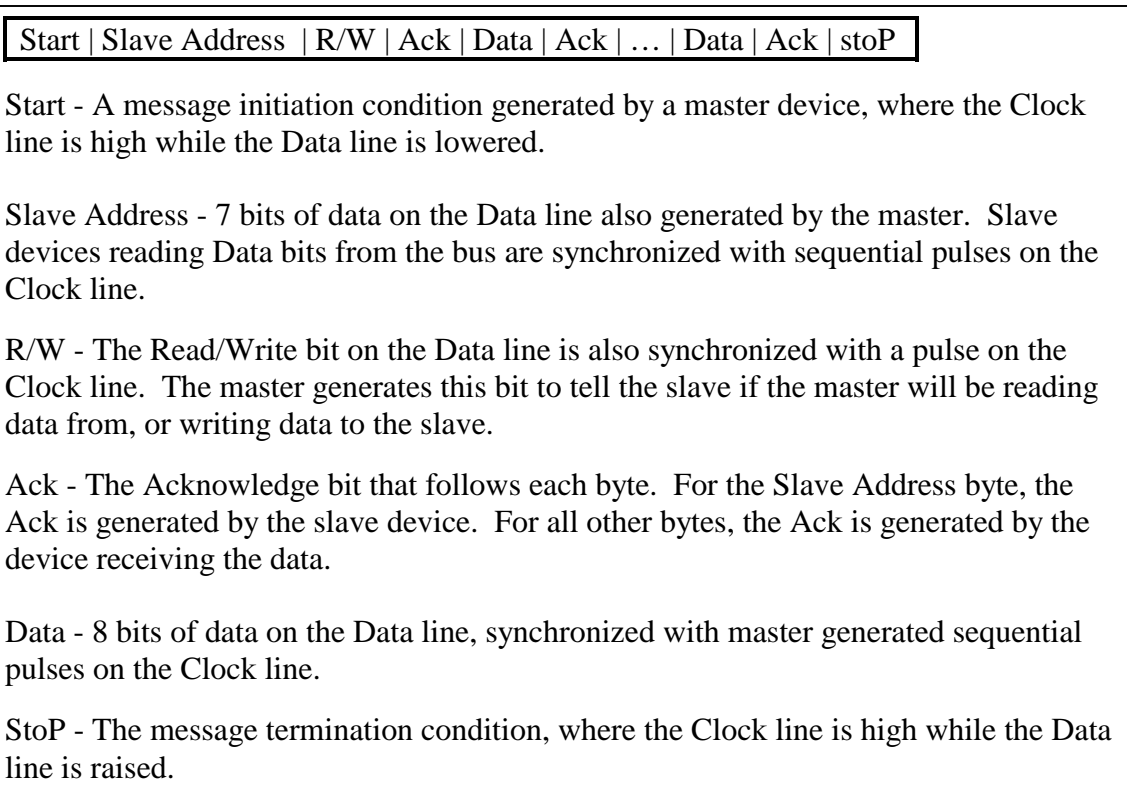 Start | Slave Address  | R/W | Ack | Data | Ack | … | Data | Ack | stoP
Start - A message initiation condition generated by a master device, where the Clock
line is high while the Data line is lowered.
Slave Address - 7 bits of data on the Data line also generated by the master.  Slave
devices reading Data bits from the bus are synchronized with sequential pulses on the
Clock line.
R/W - The Read/Write bit on the Data line is also synchronized with a pulse on the
Clock line.  The master generates this bit to tell the slave if the master will be reading
data from, or writing data to the slave.
Ack - The Acknowledge bit that follows each byte.  For the Slave Address byte, the
Ack is generated by the slave device.  For all other bytes, the Ack is generated by the
device receiving the data.
Data - 8 bits of data on the Data line, synchronized with master generated sequential
pulses on the Clock line.
StoP - The message termination condition, where the Clock line is high while the Data
line is raised.